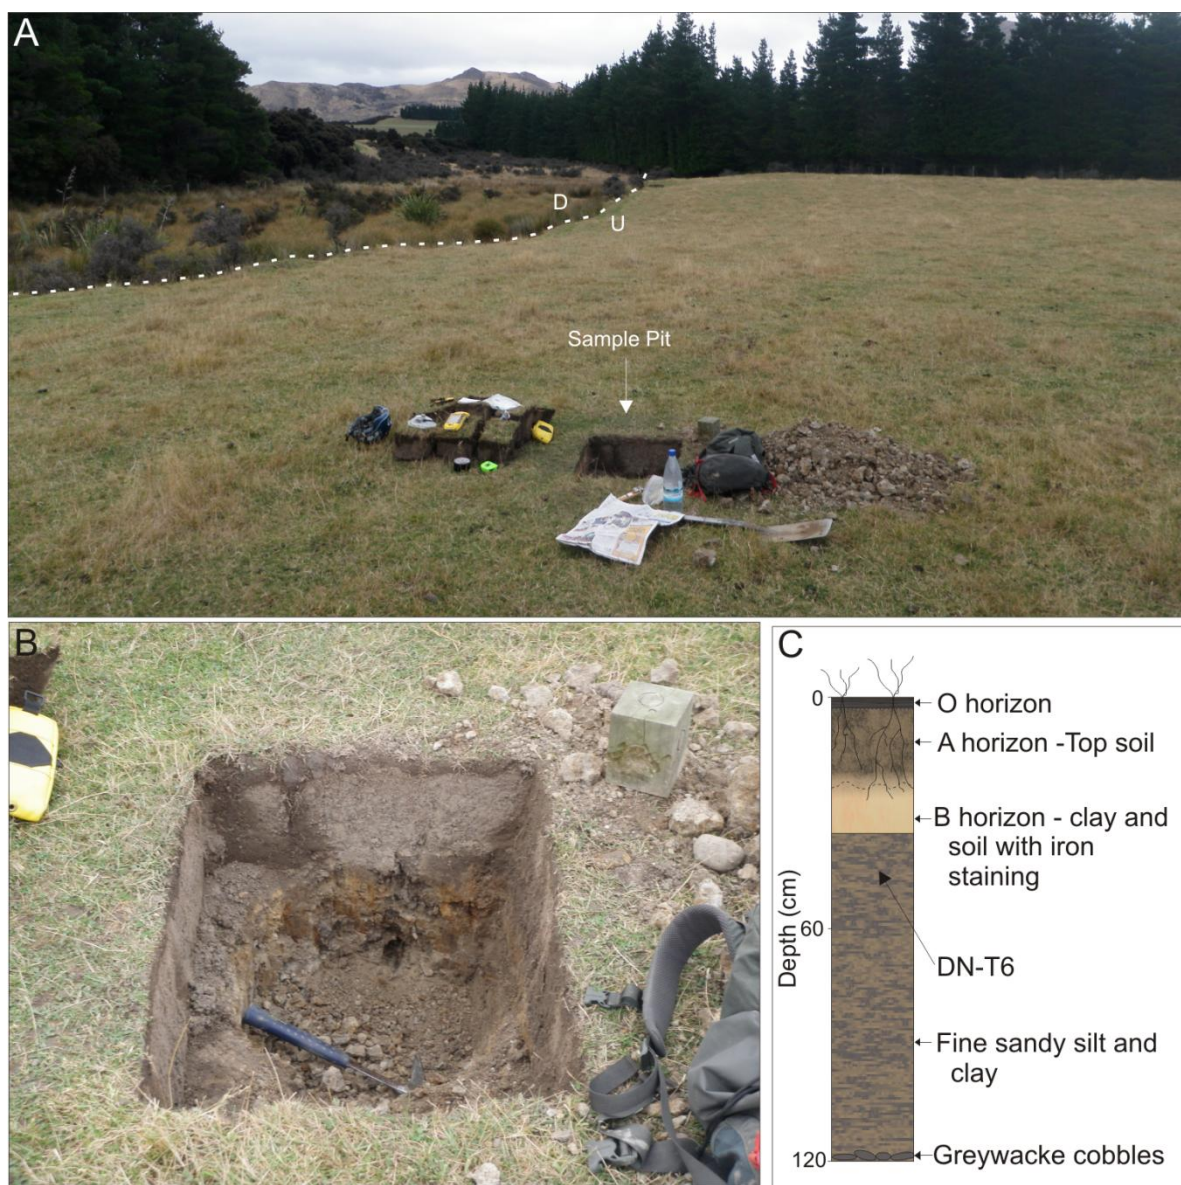 A
D
U
Sample Pit
B
C
0
O horizon
A horizon -Top soil
B horizon - clay and
soil with iron
staining
Depth (cm)
60
DN-T6
Fine sandy silt and
clay
120
Greywacke cobbles